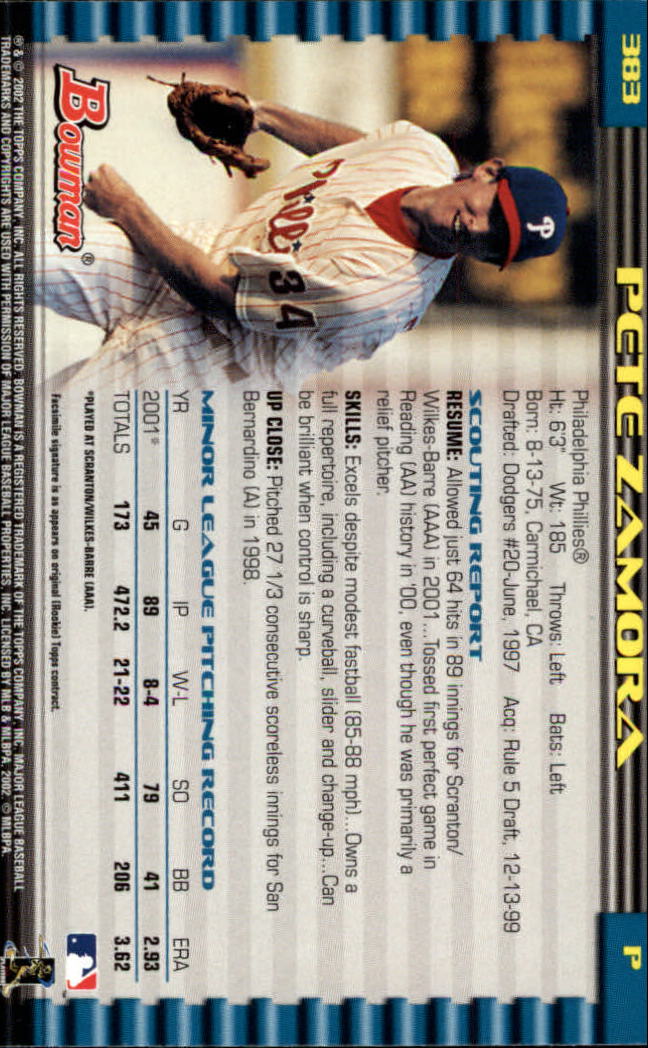 383
PETE ZAMORA
P
Philadelphia Phillies®
Ht: 6'3" Wt: 185 Throws: Left Bats: Left
Born: 8-13-75, Carmichael, CA
Drafted: Dodgers #20-June, 1997 Acq: Rule 5 Draft, 12-13-99
SCOUTING REPORT
RESUME: Allowed just 64 hits in 89 innings for Scranton/
Wilkes-Barre (AAA) in 2001...Tossed first perfect game in
Reading (AA) history in '00, even though he was primarily a
relief pitcher.
SKILLS: Excels despite modest fastball (85-88 mph)...Owns a
full repertoire, including a curveball, slider and change-up...Can
be brilliant when control is sharp.
UP CLOSE: Pitched 27 1/3 consecutive scoreless innings for San
Bernardino (A) in 1998.
P
Phill
34
Bowman®
MINOR LEAGUE PITCHING RECORD
YR G IP W-L SO BB ERA
2001* 45 89 8-4 79 41 2.93
TOTALS 173 472.2 21-22 411 206 3.62
*PLAYED AT SCRANTON/WILKES-BARRE (AAA).
Facsimile signature is as appears on original (Rookie) Topps contract.
® & © 2002 THE TOPPS COMPANY, INC. ALL RIGHTS RESERVED. BOWMAN IS A REGISTERED TRADEMARK OF THE TOPPS COMPANY, INC. MAJOR LEAGUE BASEBALL
TRADEMARKS AND COPYRIGHTS ARE USED WITH PERMISSION OF MAJOR LEAGUE BASEBALL PROPERTIES, INC. LICENSED BY MLB & MLBPA, 2002 © MLBPA.